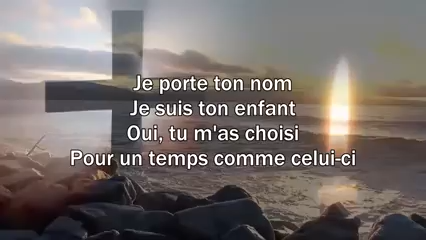 Je porte ton nom
Je suis ton enfant
Oui, tu m'as choisi
Pour un temps comme celui-ci